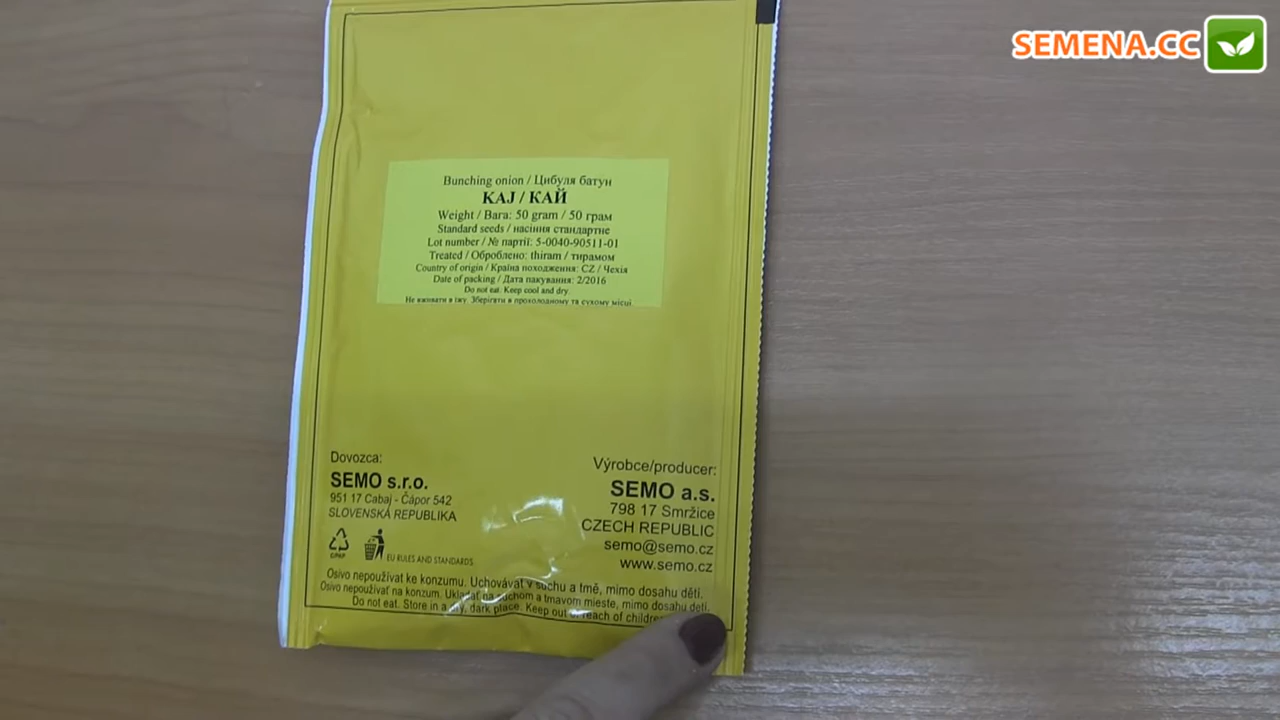 SEMENA.CC
Bunching onion / Цибуля батун
KAJ / КАЙ
Weight / Вага: 50 gram / 50 грам
Standard seeds / насіння стандартне
Lot number / № партії: 5-0040-90511-01
Treated / Оброблено: thiram / тирамом
Country of origin / Країна походження: CZ / Чехія
Date of packing / Дата пакування: 2/2016
Do not eat. Keep cool and dry.
Не вживати в їжу. Зберігати в прохолодному та сухому місці.
Dovozca:
SEMO s.r.o.
951 17 Cabaj - Čápor 542
SLOVENSKÁ REPUBLIKA
Výrobce/producer:
SEMO a.s.
798 17 Smržice
CZECH REPUBLIC
semo@semo.cz
www.semo.cz
EU RULES AND STANDARDS
Osivo nepoužívat ke konzumu. Uchovávat v suchu a tmě, mimo dosahu dětí.
Osivo nepoužívat na konzum. Ukladať na suchom a tmavom mieste, mimo dosahu detí.
Do not eat. Store in a dry, dark place. Keep out of reach of children